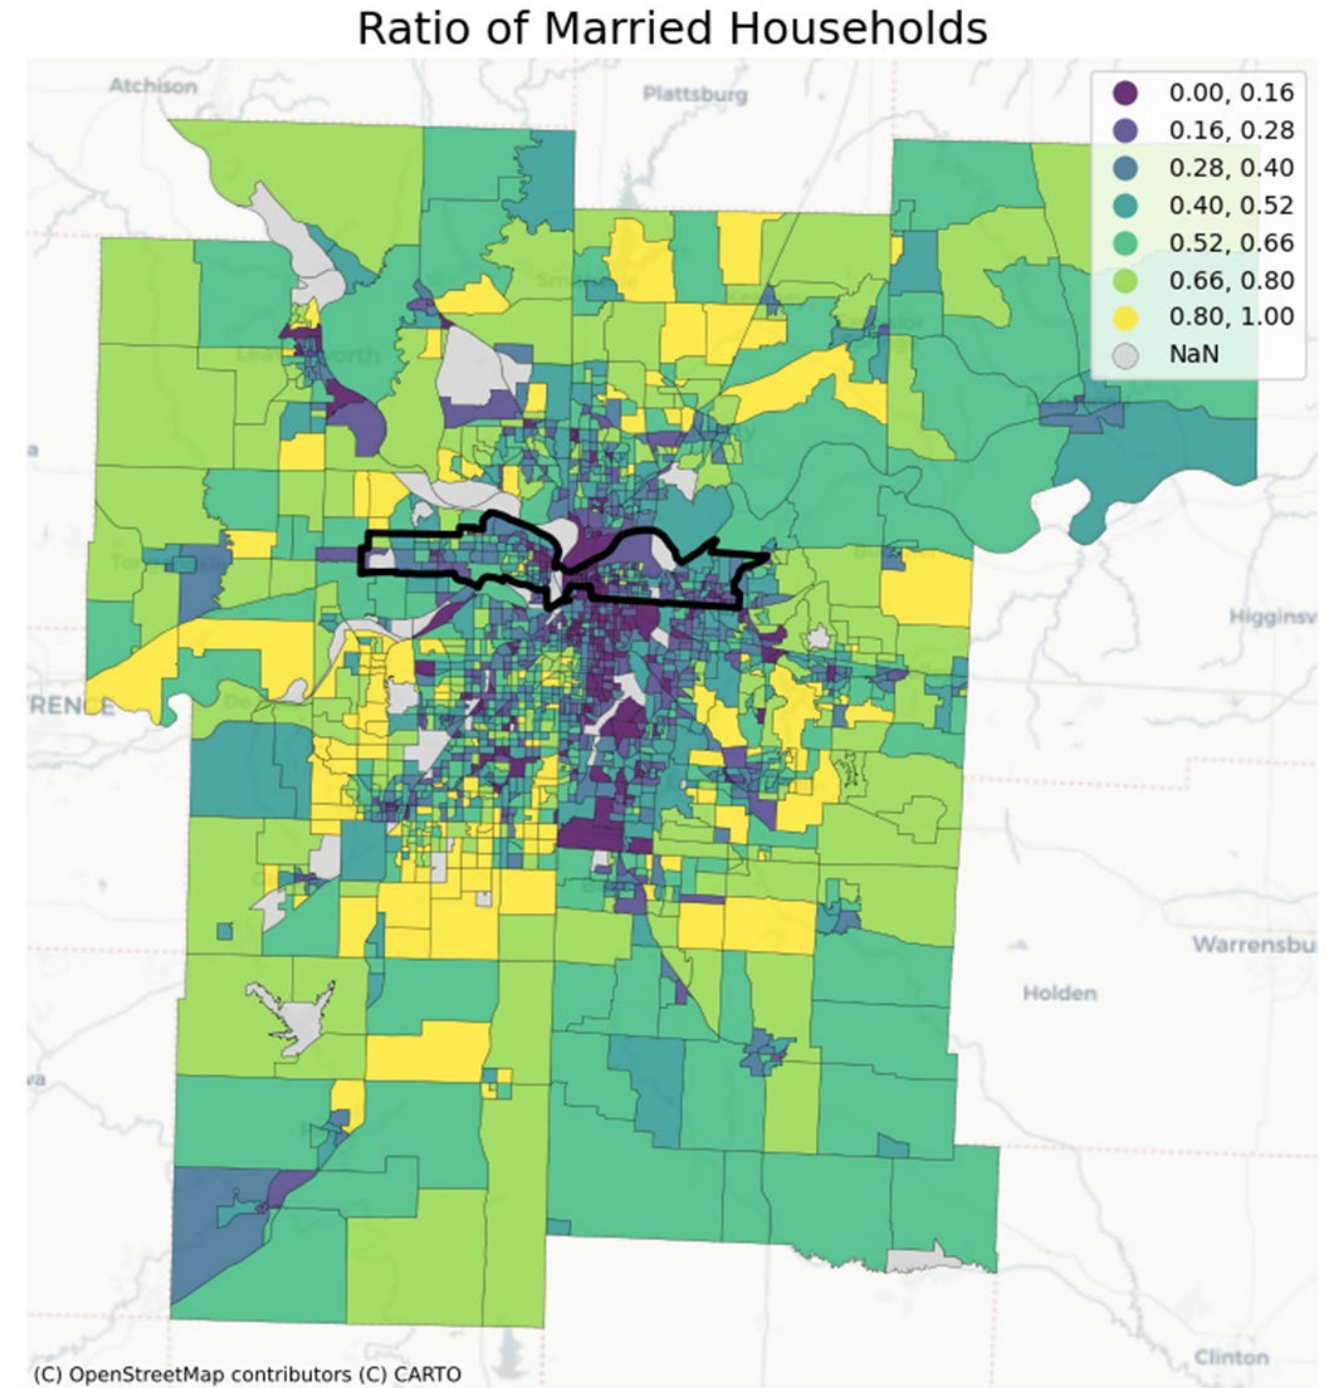 Ratio of Married Households
Atchison
Plattsburg
0.00, 0.16
0.16, 0.28
0.28, 0.40
0.40, 0.52
0.52, 0.66
0.66, 0.80
0.80, 1.00
NaN
Higginsv
RENCE
Warrensbu
Holden
wa
Clinton
(C) OpenStreetMap contributors (C) CARTO